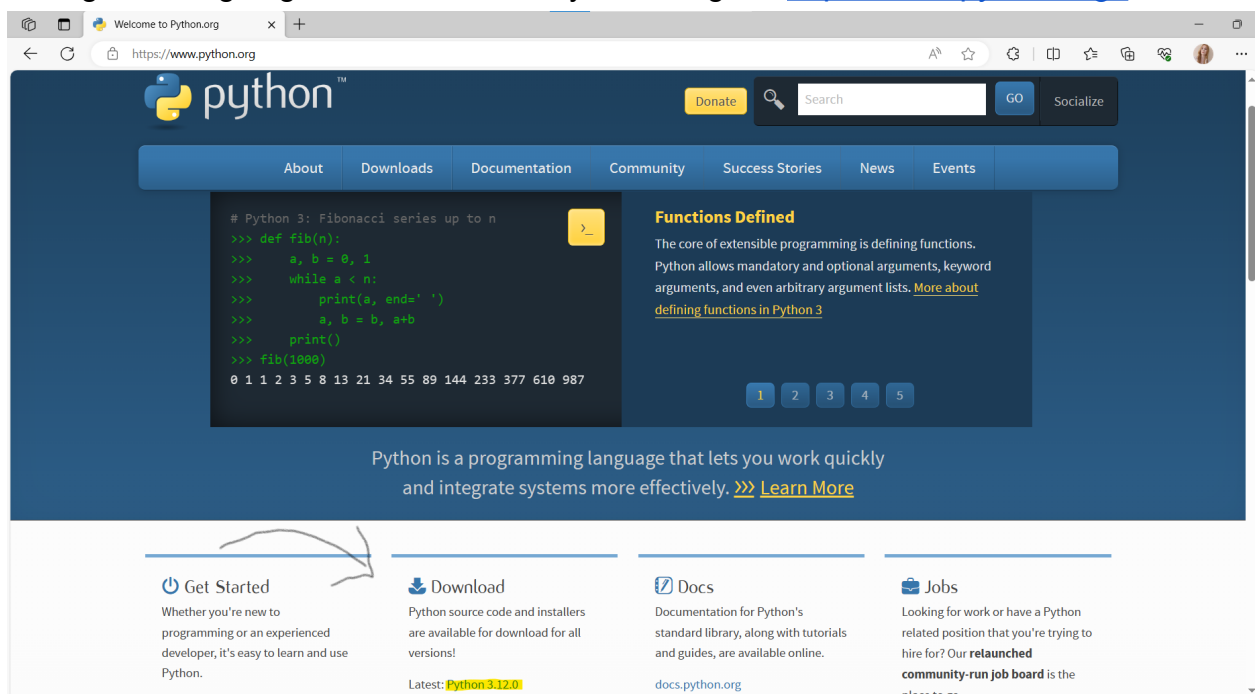 Welcome to Python.org
https://www.python.org
python™
Donate
Search
GO
Socialize
About
Downloads
Documentation
Community
Success Stories
News
Events
# Python 3: Fibonacci series up to n
>>> def fib(n):
>>>     a, b = 0, 1
>>>     while a < n:
>>>         print(a, end=' ')
>>>         a, b = b, a+b
>>>     print()
>>> fib(1000)
0 1 1 2 3 5 8 13 21 34 55 89 144 233 377 610 987
>_
Functions Defined
The core of extensible programming is defining functions.
Python allows mandatory and optional arguments, keyword
arguments, and even arbitrary argument lists. More about
defining functions in Python 3
1 2 3 4 5
Python is a programming language that lets you work quickly
and integrate systems more effectively. >>> Learn More
Get Started
Whether you're new to
programming or an experienced
developer, it's easy to learn and use
Python.
Download
Python source code and installers
are available for download for all
versions!
Latest: Python 3.12.0
Docs
Documentation for Python's
standard library, along with tutorials
and guides, are available online.
docs.python.org
Jobs
Looking for work or have a Python
related position that you're trying to
hire for? Our relaunched
community-run job board is the